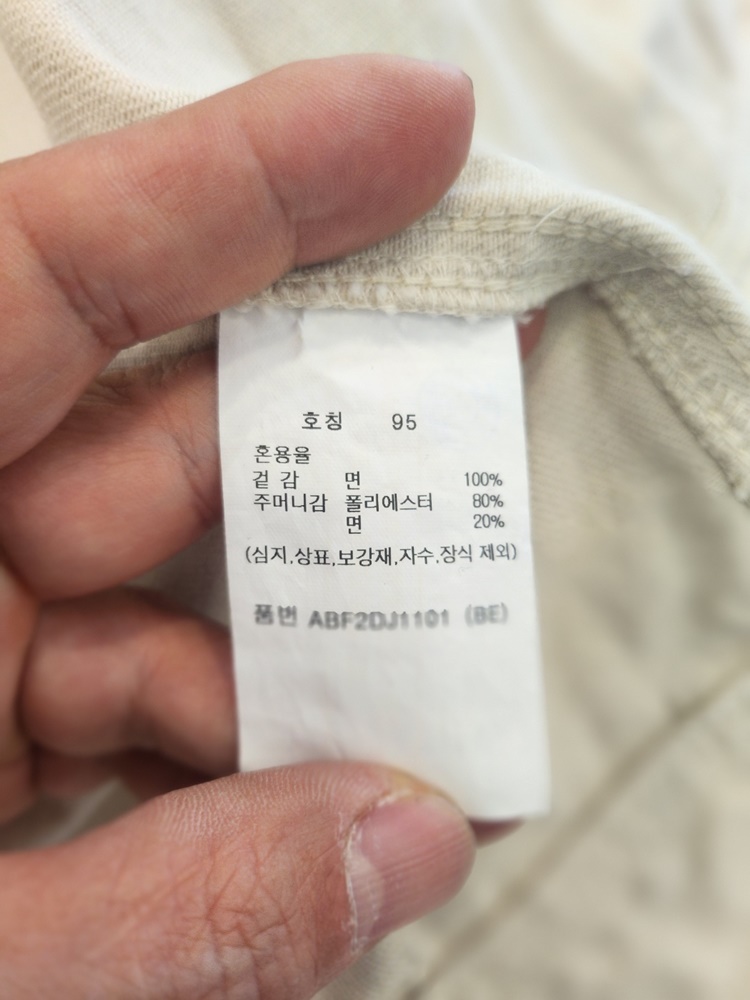 호칭 95
혼용율
겉 감 면 100%
주머니감 폴리에스터 80%
면 20%
(심지,상표,보강재,자수,장식 제외)
품번 ABF2DJ1101 (BE)